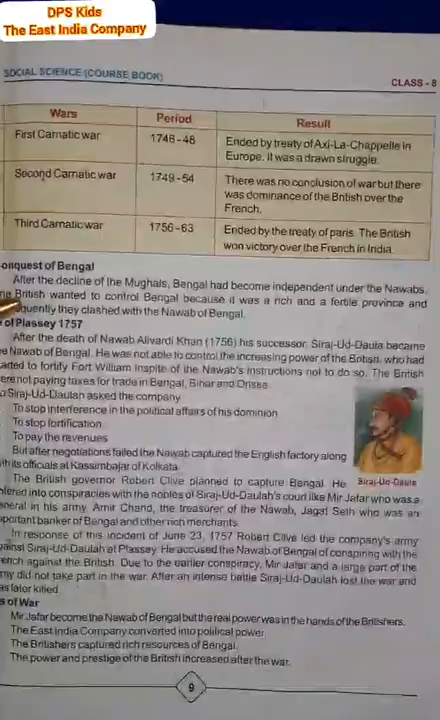 DPS Kids
The East India Company
SOCIAL SCIENCE (COURSE BOOK)
CLASS - 8
Wars Period Result
First Carnatic war 1746-48 Ended by treaty of Axi-La-Chappelle in
Europe. It was a drawn struggle.
Second Carnatic war 1749-54 There was no conclusion of war but there
was dominance of the British over the
French.
Third Carnatic war 1756-63 Ended by the treaty of paris. The British
won victory over the French in India.
onquest of Bengal
After the decline of the Mughals, Bengal had become independent under the Nawabs.
British wanted to control Bengal because it was a rich and a fertile province and
quently they clashed with the Nawab of Bengal.
of Plassey 1757
After the death of Nawab Alivardi Khan (1756) his successor Siraj-Ud-Daula became
e Nawab of Bengal. He was not able to control the increasing power of the British, who had
arted to fortify Fort William inspite of the Nawab's instructions not to do so. The British
ere not paying taxes for trade in Bengal, Bihar and Orissa.
Siraj-Ud-Daulah asked the company
To stop interference in the political affairs of his dominion
To stop fortification
To pay the revenues
But after negotiations failed the Nawab captured the English factory along
ith its officials at Kassimbajar of Kolkata.
The British governor Robert Clive planned to capture Bengal. He
ntered into conspiracies with the nobles of Siraj-Ud-Daulah's court like Mir Jafar who was a
eneral in his army, Amir Chand, the treasurer of the Nawab, Jagat Seth who was an
portant banker of Bengal and other rich merchants.
Siraj-Ud-Daula
In response of this incident of June 23, 1757 Robert Clive led the company's army
gainst Siraj-Ud-Daulah at Plassey. He accused the Nawab of Bengal of conspiring with the
rench against the British. Due to the earlier conspiracy, Mir Jafar and a large part of the
my did not take part in the war. After an intense battle Siraj-Ud-Daulah lost the war and
as later killed.
s of War
Mir Jafar become the Nawab of Bengal but the real power was in the hands of the Britishers.
The East India Company converted into political power
The Britishers captured rich resources of Bengal.
The power and prestige of the British increased after the war.
9